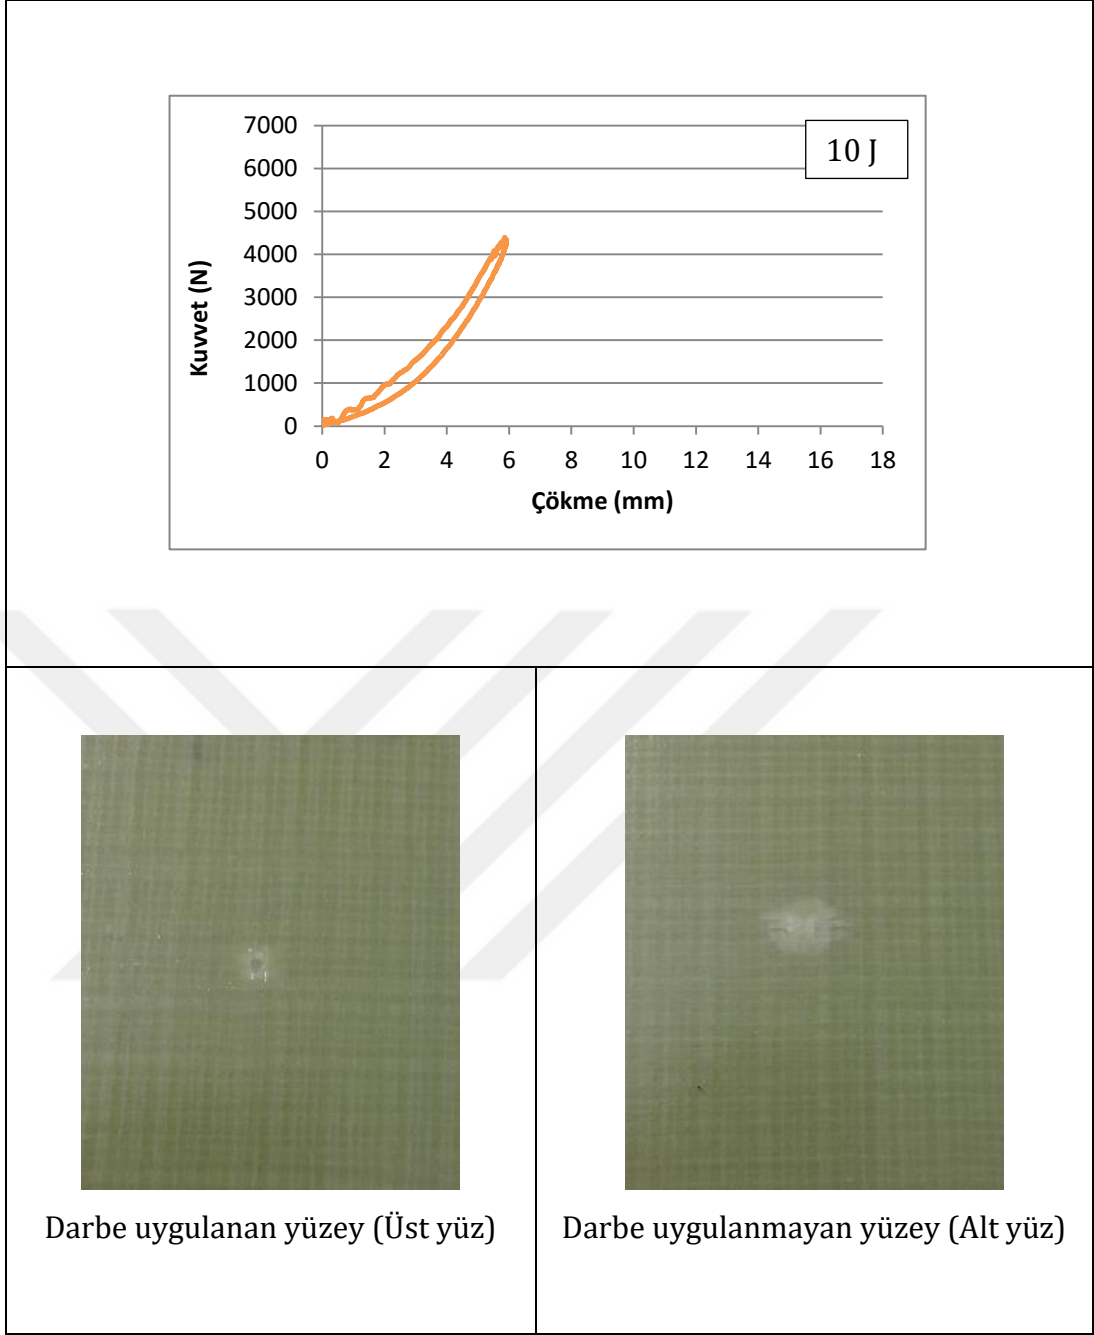 10 J
7000
6000
5000
4000
3000
2000
1000
0
Kuvvet (N)
0 2 4 6 8 10 12 14 16 18
Çökme (mm)
Darbe uygulanan yüzey (Üst yüz)
Darbe uygulanmayan yüzey (Alt yüz)